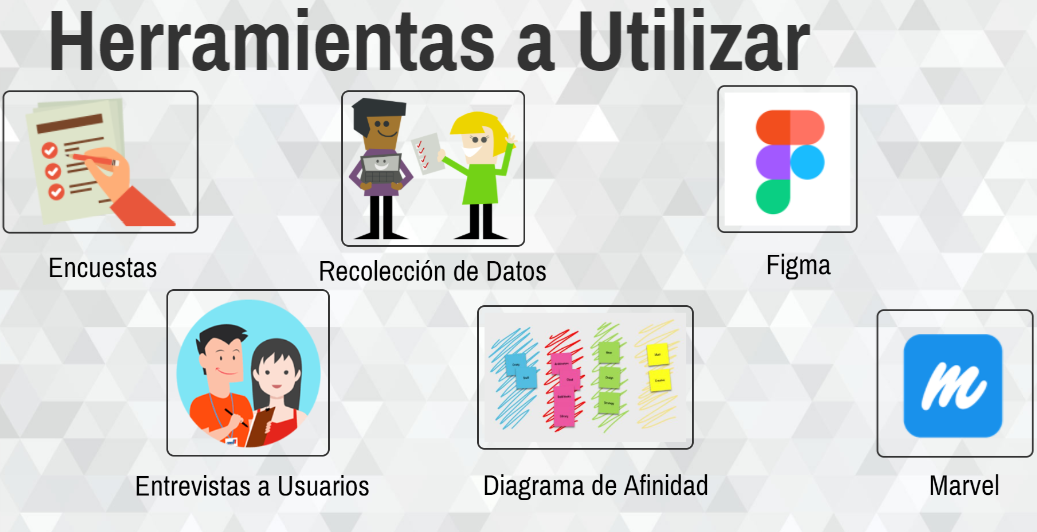 Herramientas a Utilizar
Encuestas
Recolección de Datos
Figma
m
Entrevistas a Usuarios
Diagrama de Afinidad
Marvel